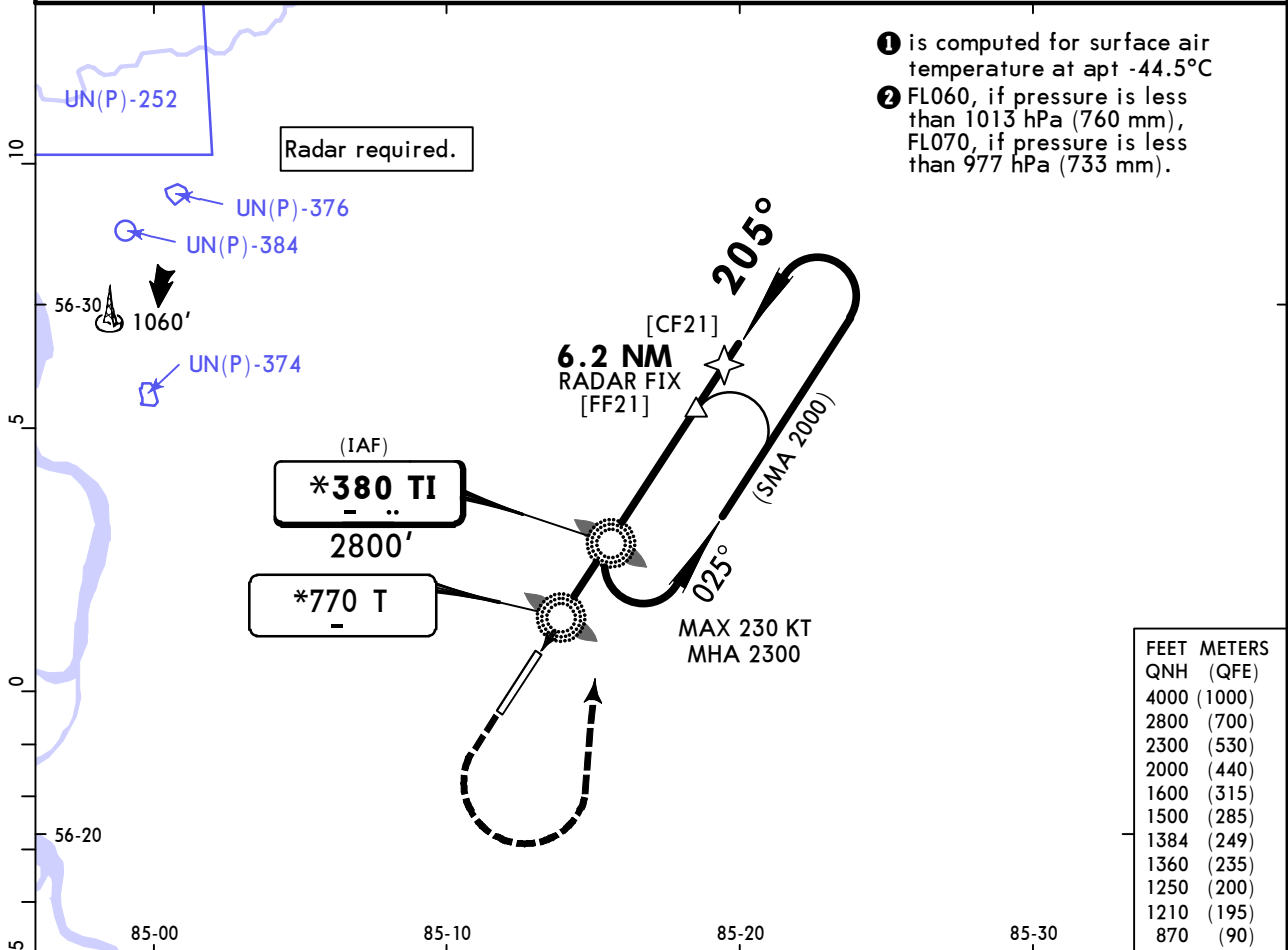 ❶ is computed for surface air
temperature at apt -44.5°C
❷ FL060, if pressure is less
than 1013 hPa (760 mm),
FL070, if pressure is less
than 977 hPa (733 mm).
UN(P)-252
Radar required.
10
UN(P)-376
UN(P)-384
205°
56-30
1060'
[CF21]
6.2 NM
RADAR FIX
[FF21]
UN(P)-374
5
(SMA 2000)
(IAF)
*380 TI
2800'
*770 T
025°
MAX 230 KT
MHA 2300
0
56-20
5
85-00
85-10
85-20
85-30
FEET METERS
QNH (QFE)
4000 (1000)
2800 (700)
2300 (530)
2000 (440)
1600 (315)
1500 (285)
1384 (249)
1360 (235)
1250 (200)
1210 (195)
870 (90)